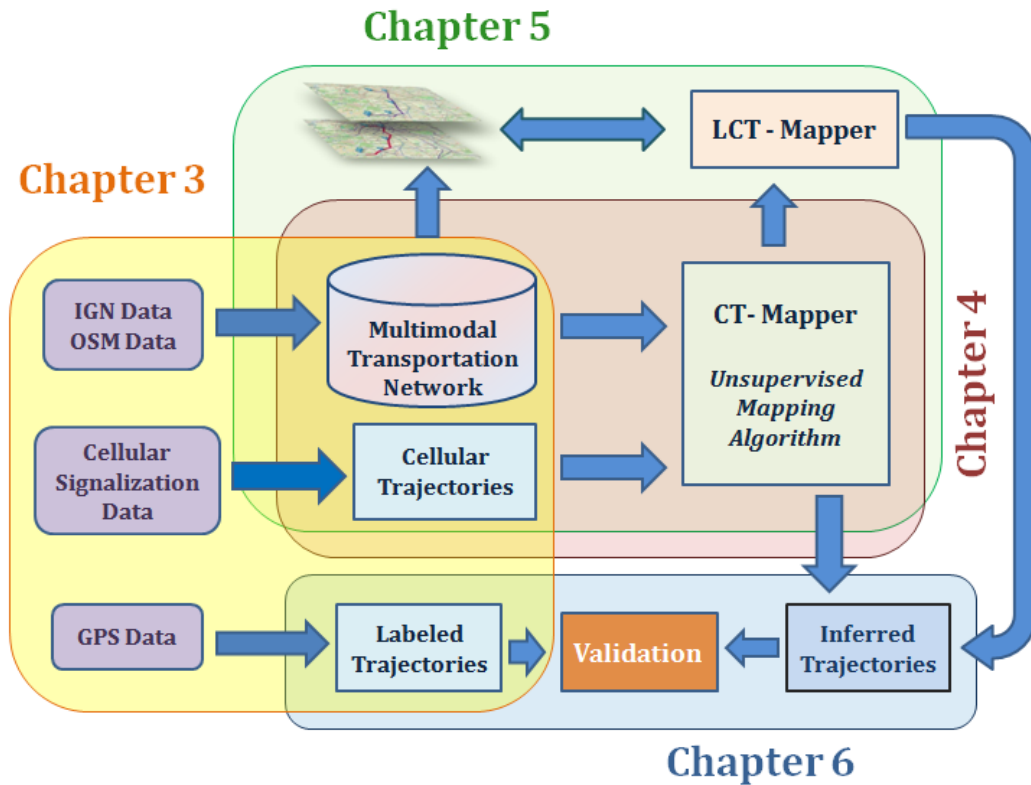 Chapter 5
LCT - Mapper
Chapter 3
IGN Data
OSM Data
Multimodal
Transportation
Network
CT- Mapper
Unsupervised
Mapping
Algorithm
Chapter 4
Cellular
Signalization
Data
Cellular
Trajectories
GPS Data
Labeled
Trajectories
Validation
Inferred
Trajectories
Chapter 6